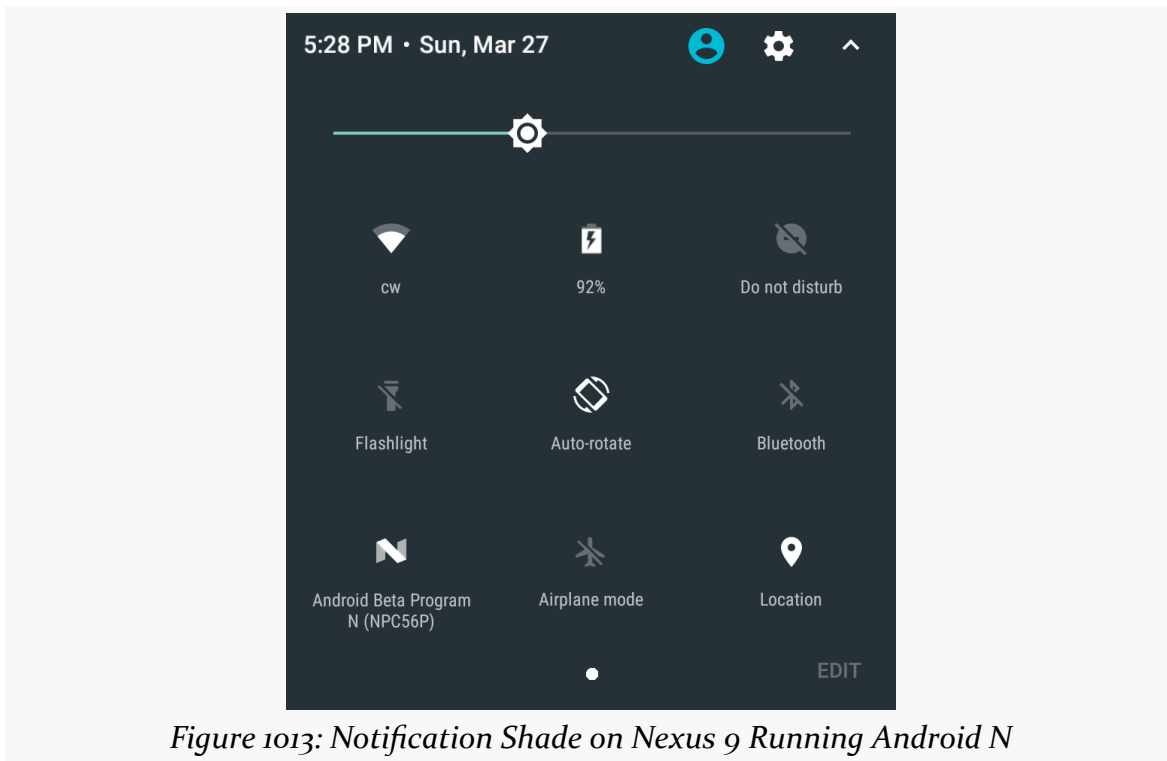 5:28 PM • Sun, Mar 27
cw
92%
Do not disturb
Flashlight
Auto-rotate
Bluetooth
Android Beta Program
N (NPC56P)
Airplane mode
Location
EDIT
Figure 1013: Notification Shade on Nexus 9 Running Android N